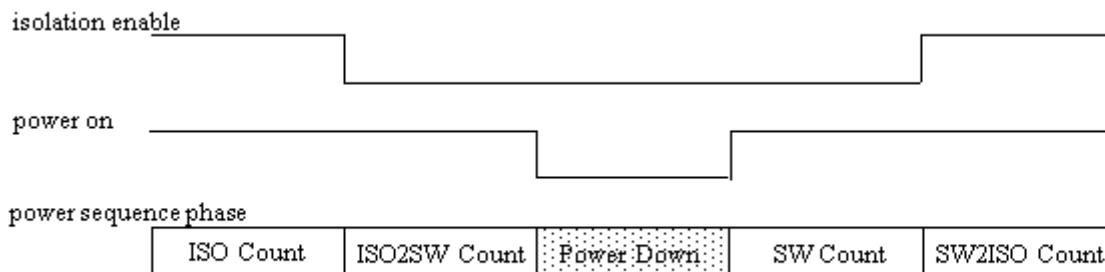 isolation enable
power on
power sequence phase
ISO Count
ISO2SW Count
Power Down
SW Count
SW2ISO Count